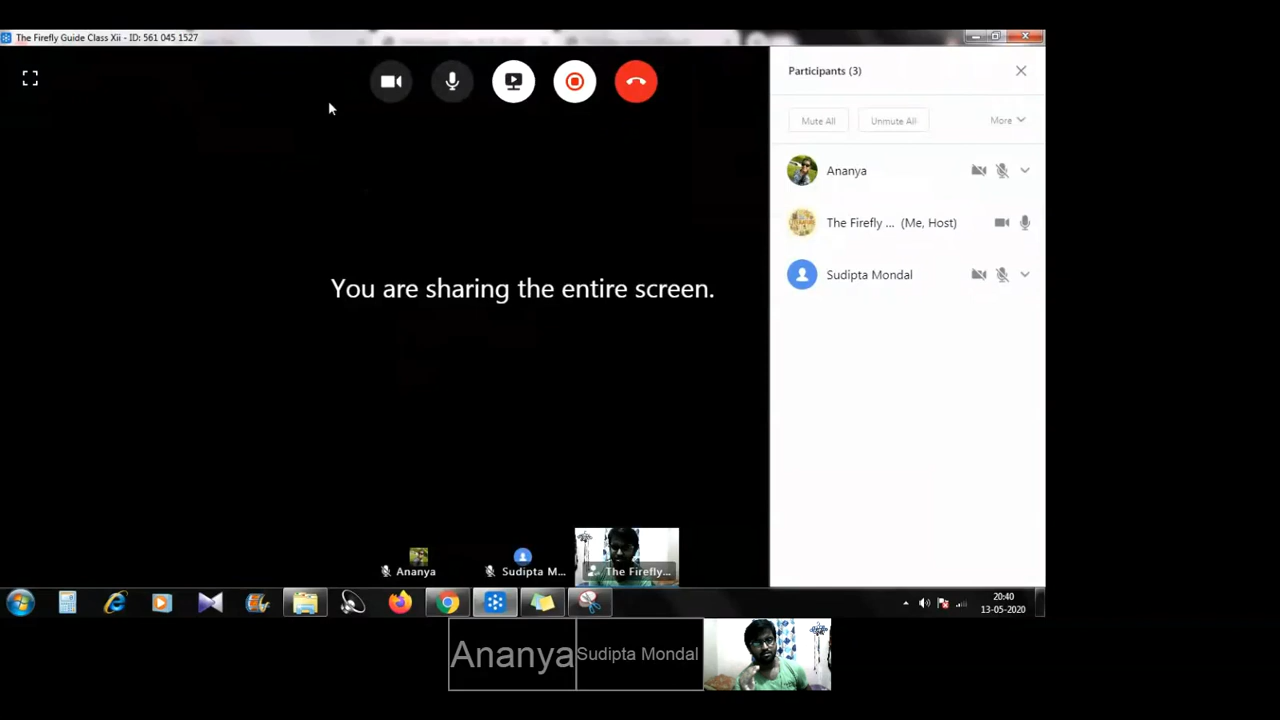 The Firefly Guide Class Xii - ID: 561 045 1527
Participants (3)
Mute All
Unmute All
More
Ananya
The Firefly ... (Me, Host)
Sudipta Mondal
You are sharing the entire screen.
Ananya
Sudipta M...
The Firefly...
20:40
13-05-2020
Ananya
Sudipta Mondal